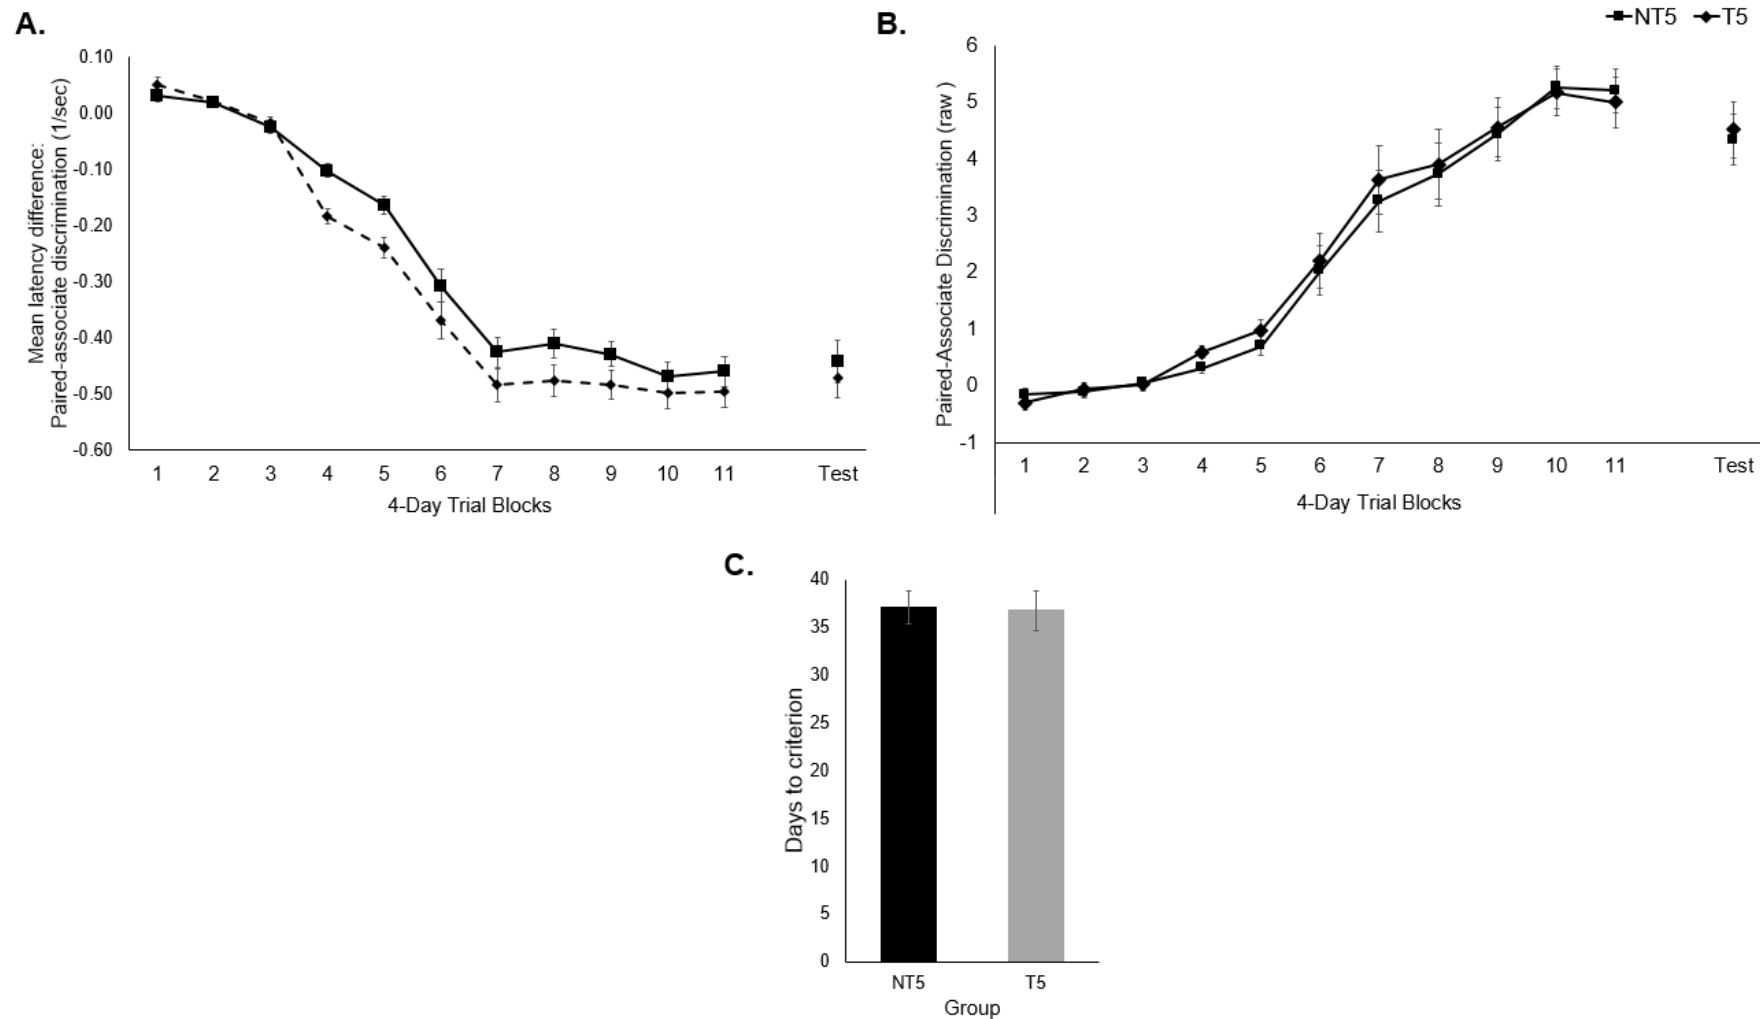 A.
Mean latency difference:
Paired-associate discrimination (1/sec)
0.10
0.00
-0.10
-0.20
-0.30
-0.40
-0.50
-0.60
1 2 3 4 5 6 7 8 9 10 11 Test
4-Day Trial Blocks
B.
NT5 T5
Paired-Associate Discrimination (raw )
6
5
4
3
2
1
0
-1
1 2 3 4 5 6 7 8 9 10 11 Test
4-Day Trial Blocks
C.
Days to criterion
40
35
30
25
20
15
10
5
0
NT5 T5
Group